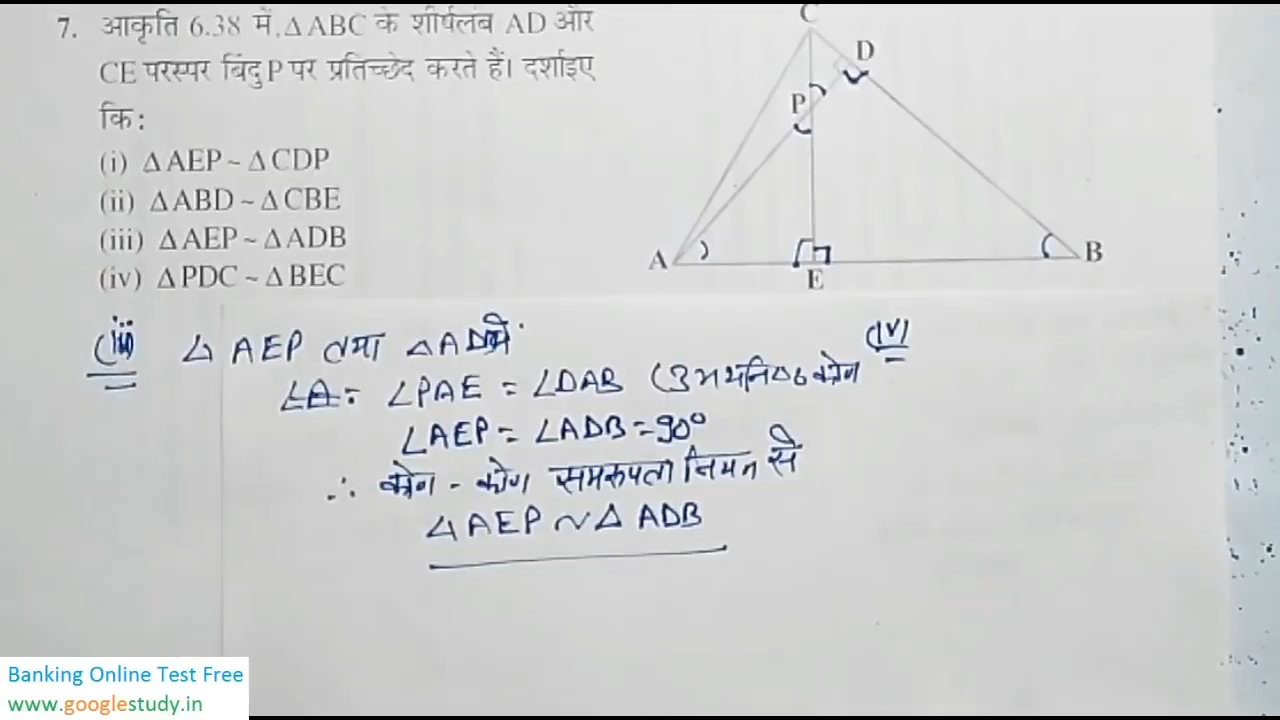 7. आकृति 6.38 में, ΔABC के शीर्षलंब AD और
CE परस्पर बिंदु P पर प्रतिच्छेद करते हैं। दर्शाइए
कि:
(i) ΔAEP ~ ΔCDP
(ii) ΔABD ~ ΔCBE
(iii) ΔAEP ~ ΔADB
(iv) ΔPDC ~ ΔBEC
C
D
P
A
E
B
(iii) Δ AEP तथा ΔADB में
∠A = ∠PAE = ∠DAB (उभयनिष्ठ कोण
(iv)
∠AEP = ∠ADB = 90°
∴ कोण - कोण समरूपता नियम से
Δ AEP ~ Δ ADB
Banking Online Test Free
www.googlestudy.in